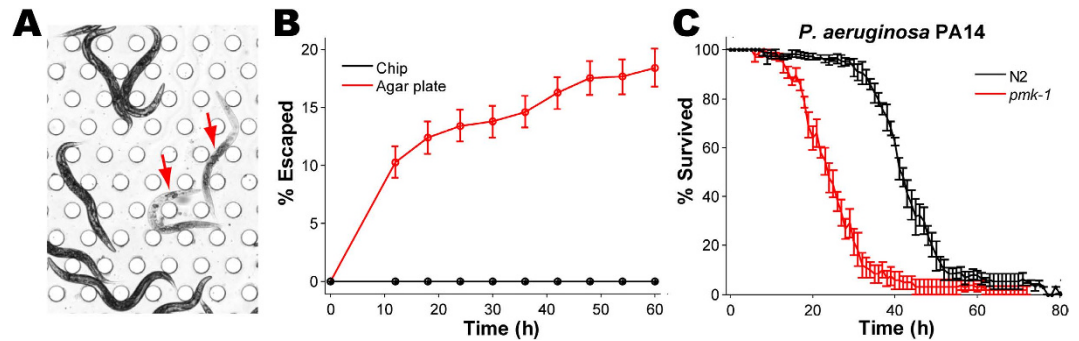 A
B
% Escaped
20
15
10
5
0
Chip
Agar plate
0 10 20 30 40 50 60
Time (h)
C
P. aeruginosa PA14
% Survived
100
80
60
40
20
0
N2
pmk-1
0 20 40 60 80
Time (h)